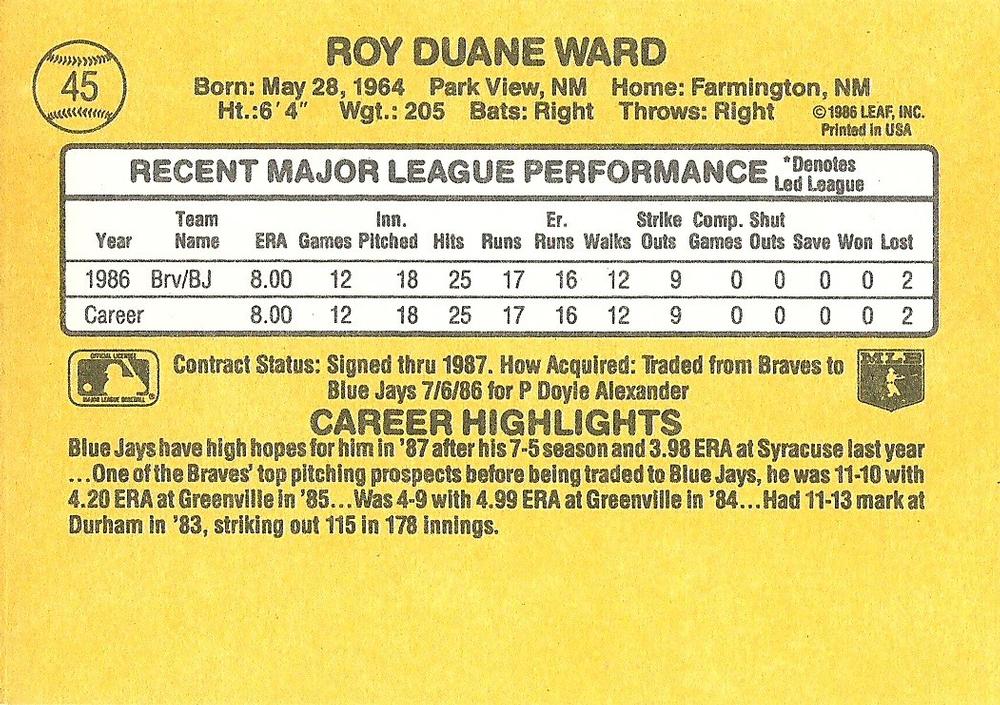 45
ROY DUANE WARD
Born: May 28, 1964 Park View, NM Home: Farmington, NM
Ht.:6'4" Wgt.: 205 Bats: Right Throws: Right ©1986 LEAF, INC.
Printed in USA
RECENT MAJOR LEAGUE PERFORMANCE *Denotes Led League
Year Team Name ERA Games Inn. Pitched Hits Runs Er. Runs Walks Strike Outs Comp. Games Shut Outs Save Won Lost
1986 Brv/BJ 8.00 12 18 25 17 16 12 9 0 0 0 0 2
Career 8.00 12 18 25 17 16 12 9 0 0 0 0 2
OFFICIAL LICENSEE
MAJOR LEAGUE BASEBALL
Contract Status: Signed thru 1987. How Acquired: Traded from Braves to
Blue Jays 7/6/86 for P Doyle Alexander
MLB
CAREER HIGHLIGHTS
Blue Jays have high hopes for him in '87 after his 7-5 season and 3.98 ERA at Syracuse last year
...One of the Braves' top pitching prospects before being traded to Blue Jays, he was 11-10 with
4.20 ERA at Greenville in '85...Was 4-9 with 4.99 ERA at Greenville in '84...Had 11-13 mark at
Durham in '83, striking out 115 in 178 innings.